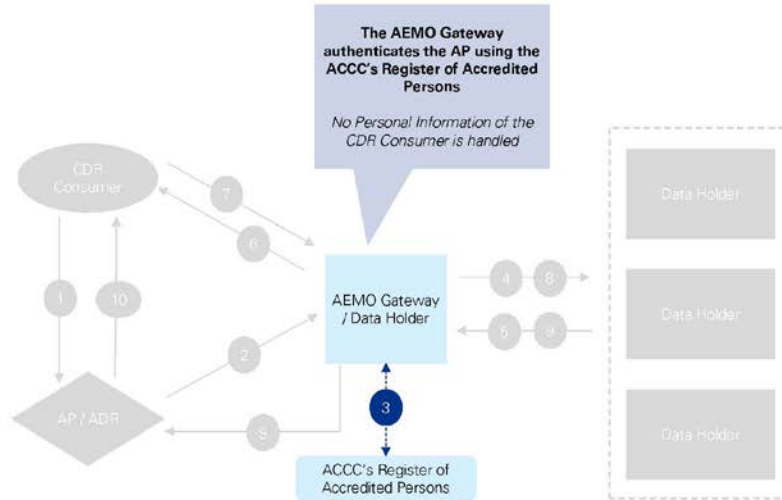 The AEMO Gateway
authenticates the AP using the
ACCC's Register of Accredited
Persons
No Personal Information of the
CDR Consumer is handled
CDR
Consumer
7
6
Data Holder
1
10
AEMO Gateway
/ Data Holder
4
8
5
9
Data Holder
2
3
AP / ADR
9
Data Holder
ACCC's Register of
Accredited Persons